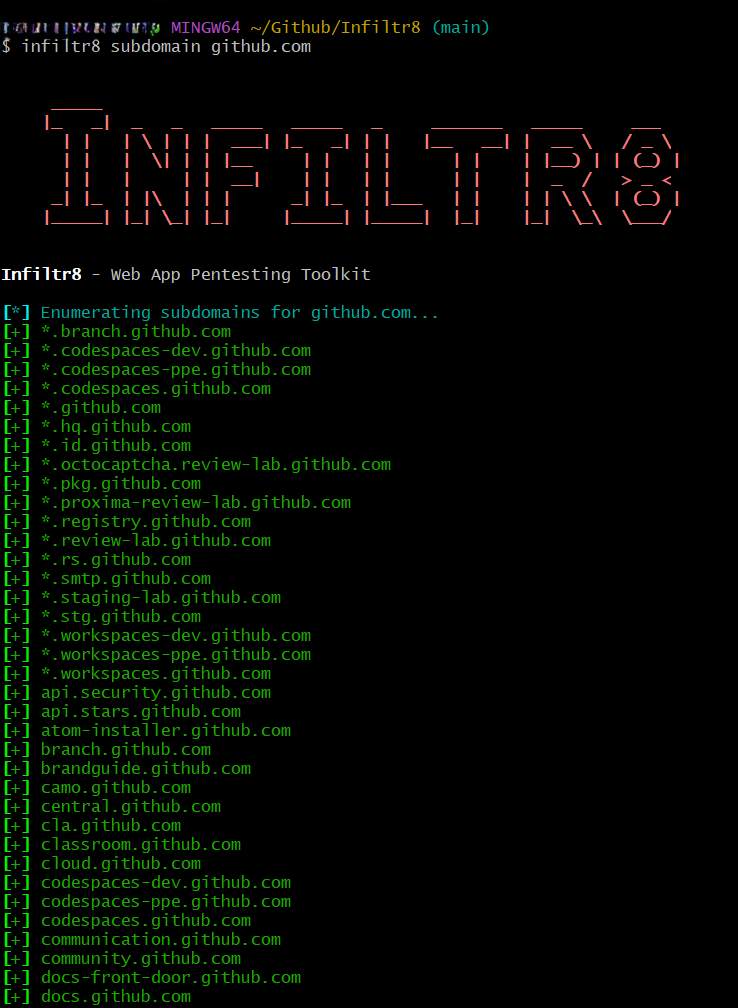 MINGW64 ~/Github/Infiltr8 (main)
$ infiltr8 subdomain github.com
INFILTR8
Infiltr8 - Web App Pentesting Toolkit
[*] Enumerating subdomains for github.com...
[+] *.branch.github.com
[+] *.codespaces-dev.github.com
[+] *.codespaces-ppe.github.com
[+] *.codespaces.github.com
[+] *.github.com
[+] *.hq.github.com
[+] *.id.github.com
[+] *.octocaptcha.review-lab.github.com
[+] *.pkg.github.com
[+] *.proxima-review-lab.github.com
[+] *.registry.github.com
[+] *.review-lab.github.com
[+] *.rs.github.com
[+] *.smtp.github.com
[+] *.staging-lab.github.com
[+] *.stg.github.com
[+] *.workspaces-dev.github.com
[+] *.workspaces-ppe.github.com
[+] *.workspaces.github.com
[+] api.security.github.com
[+] api.stars.github.com
[+] atom-installer.github.com
[+] branch.github.com
[+] brandguide.github.com
[+] camo.github.com
[+] central.github.com
[+] cla.github.com
[+] classroom.github.com
[+] cloud.github.com
[+] codespaces-dev.github.com
[+] codespaces-ppe.github.com
[+] codespaces.github.com
[+] communication.github.com
[+] community.github.com
[+] docs-front-door.github.com
[+] docs.github.com